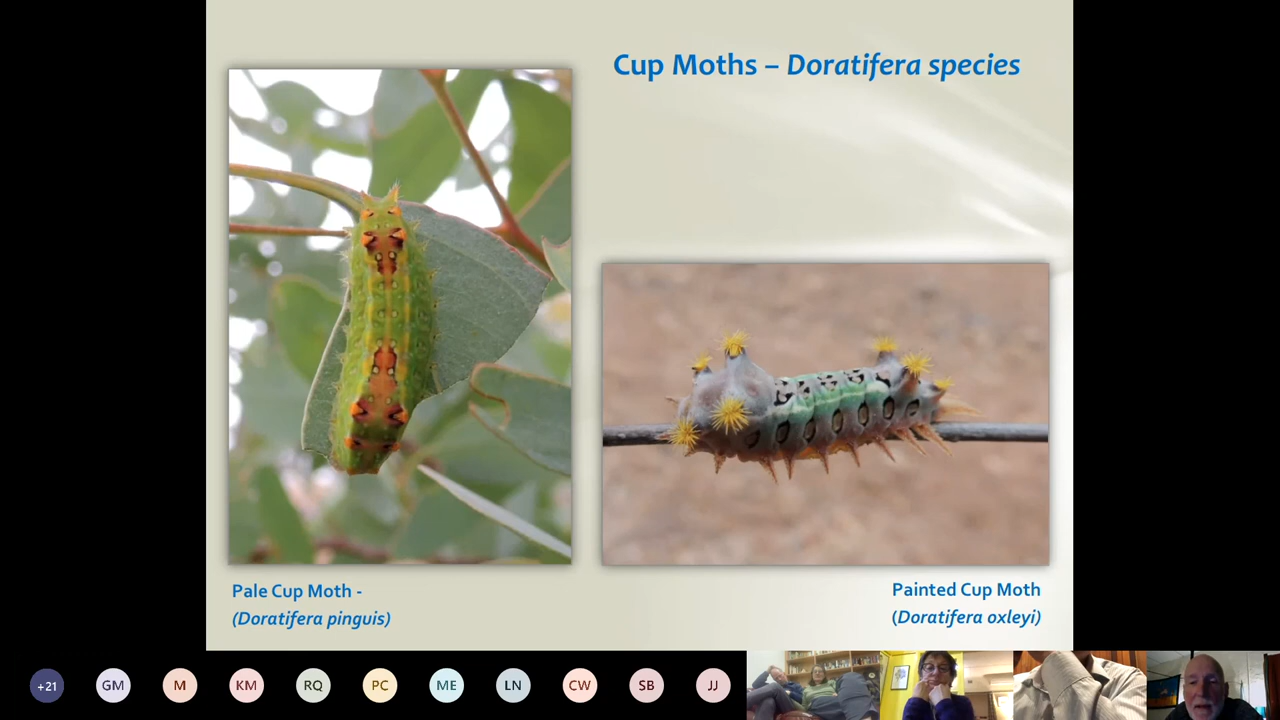 Cup Moths – Doratifera species
Pale Cup Moth -
(Doratifera pinguis)
Painted Cup Moth
(Doratifera oxleyi)
+21
GM
M
KM
RQ
PC
ME
LN
CW
SB
JJ